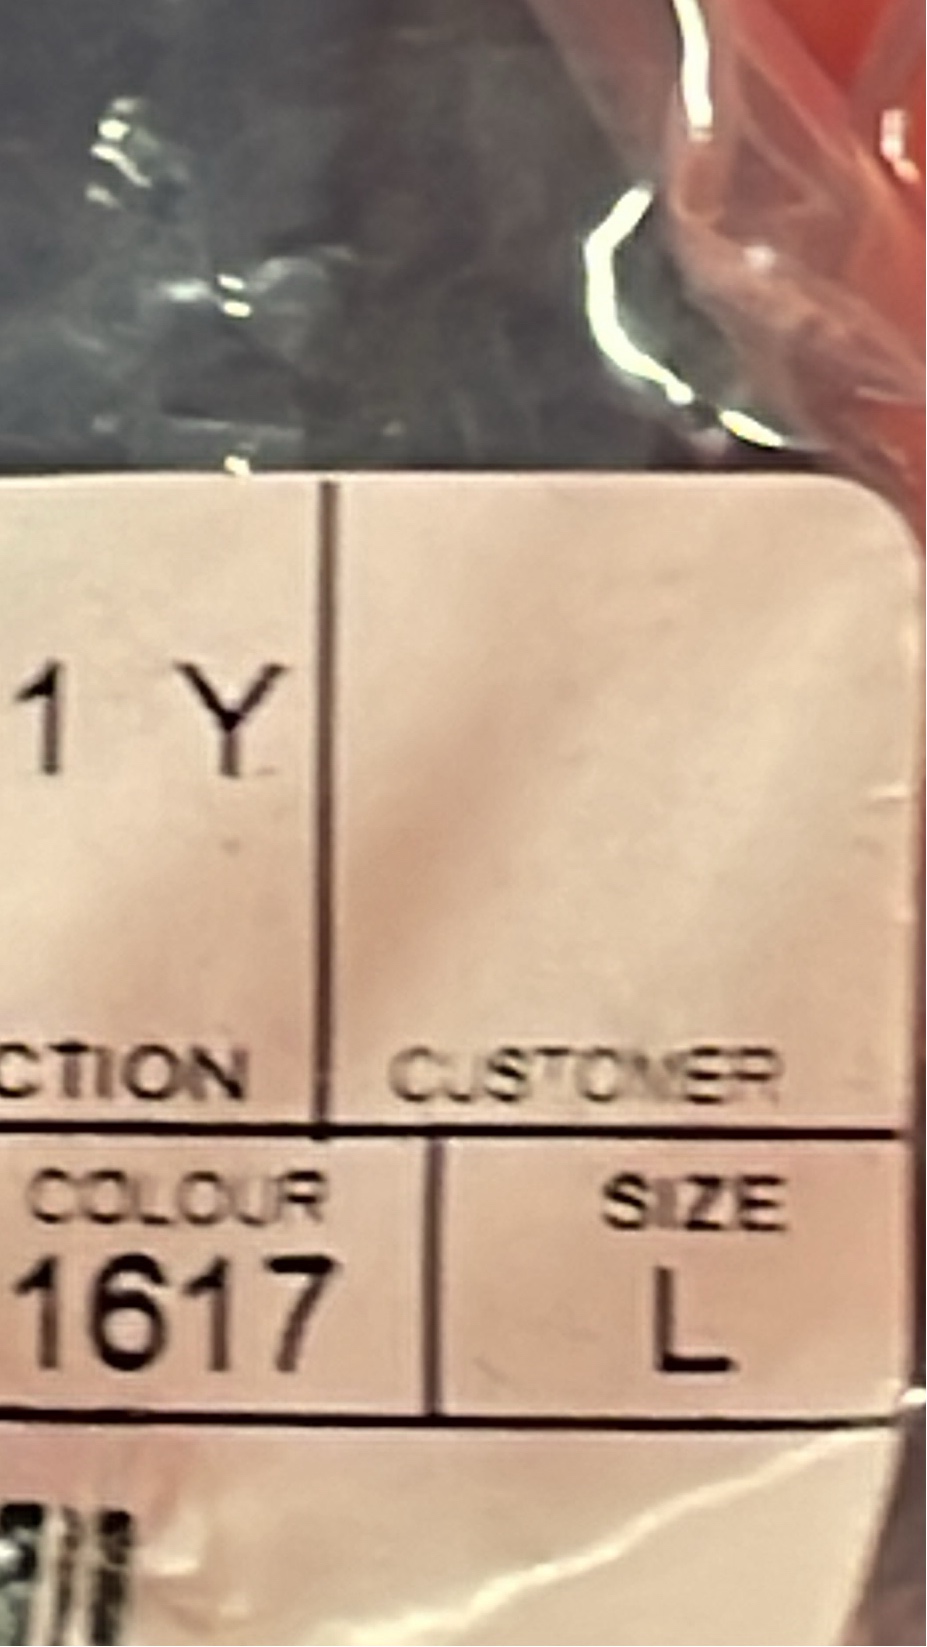 1 Y
CTION CUSTOMER
COLOUR SIZE
1617 L